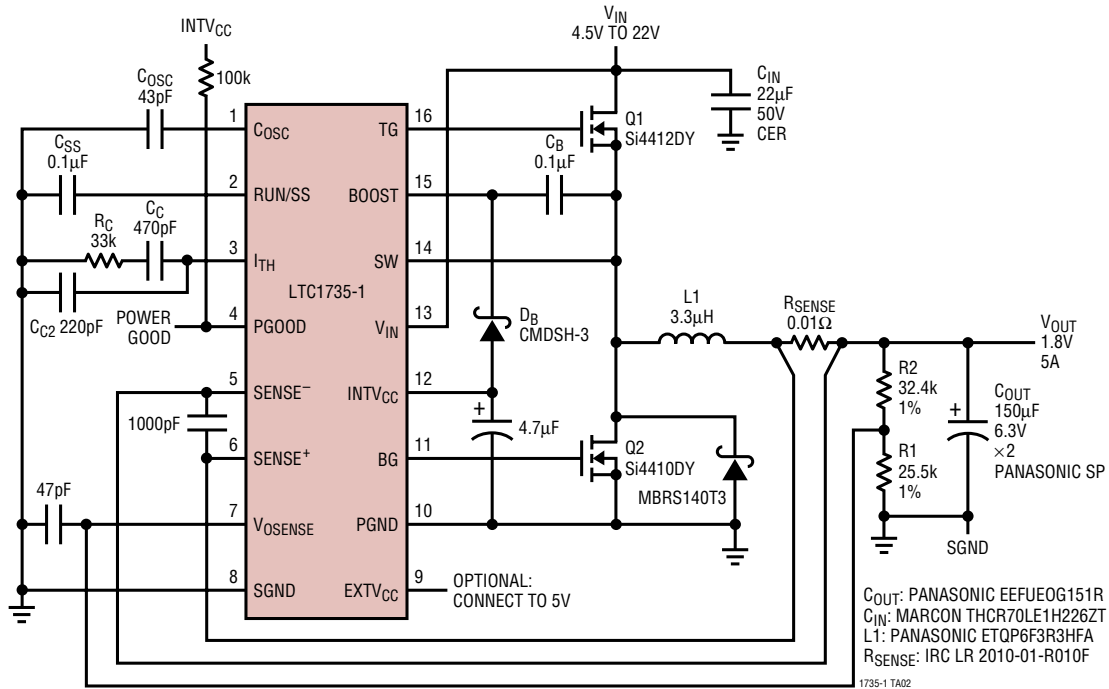 INTVCC
100k
COSC
43pF
CSS
0.1µF
RC
33k
CC
470pF
CC2 220pF
POWER
GOOD
1000pF
47pF
1
2
3
4
5
6
7
8
COSC
RUN/SS
ITH
PGOOD
SENSE–
SENSE+
VOSENSE
SGND
LTC1735-1
TG
BOOST
SW
VIN
INTVCC
BG
PGND
EXTVCC
16
15
14
13
12
11
10
9
VIN
4.5V TO 22V
CIN
22µF
50V
CER
Q1
Si4412DY
CB
0.1µF
DB
CMDSH-3
+
4.7µF
L1
3.3µH
RSENSE
0.01Ω
Q2
Si4410DY
MBRS140T3
VOUT
1.8V
5A
R2
32.4k
1%
R1
25.5k
1%
+
COUT
150µF
6.3V
×2
PANASONIC SP
SGND
OPTIONAL:
CONNECT TO 5V
COUT: PANASONIC EEFUEOG151R
CIN: MARCON THCR70LE1H226ZT
L1: PANASONIC ETQP6F3R3HFA
RSENSE: IRC LR 2010-01-R010F
1735-1 TA02